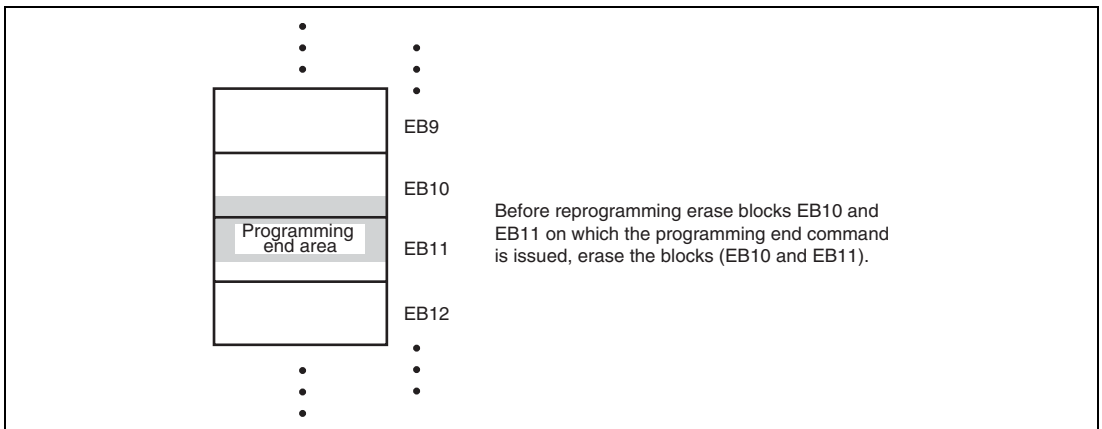 EB9
EB10
Programming
end area
EB11
EB12
Before reprogramming erase blocks EB10 and
EB11 on which the programming end command
is issued, erase the blocks (EB10 and EB11).